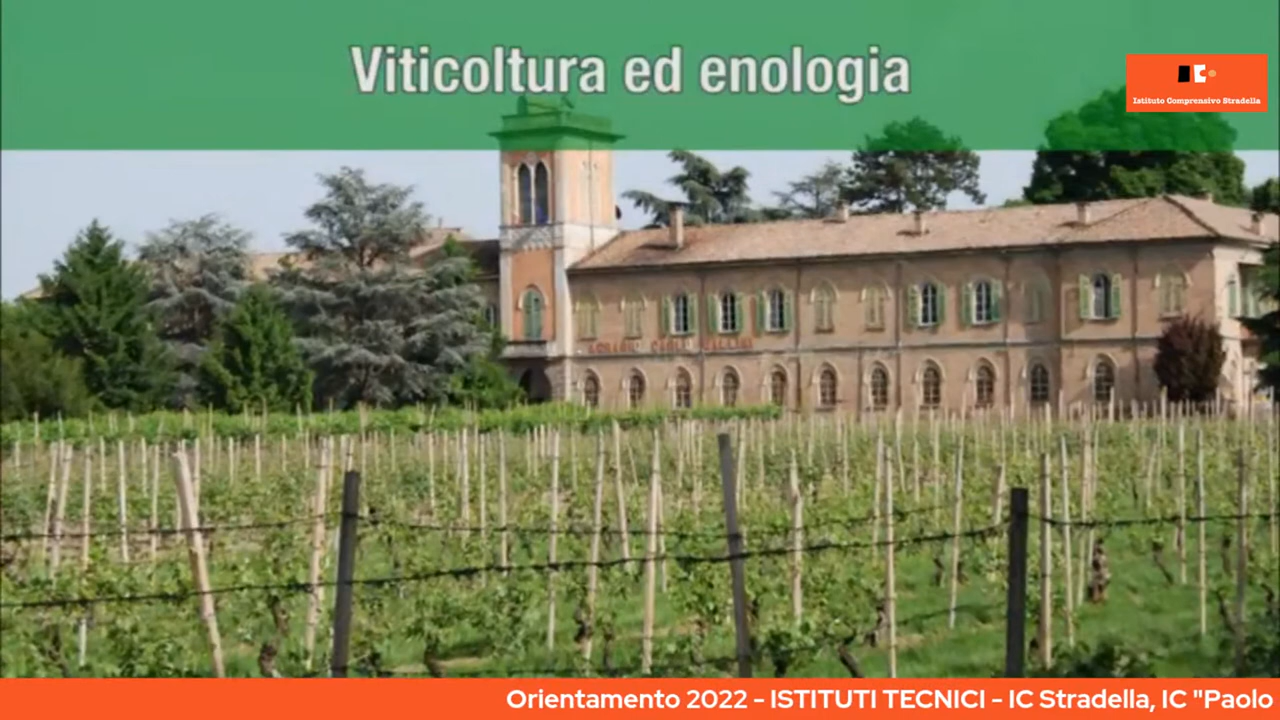 Viticoltura ed enologia
Istituto Comprensivo Stradella
Orientamento 2022 - ISTITUTI TECNICI - IC Stradella, IC "Paolo